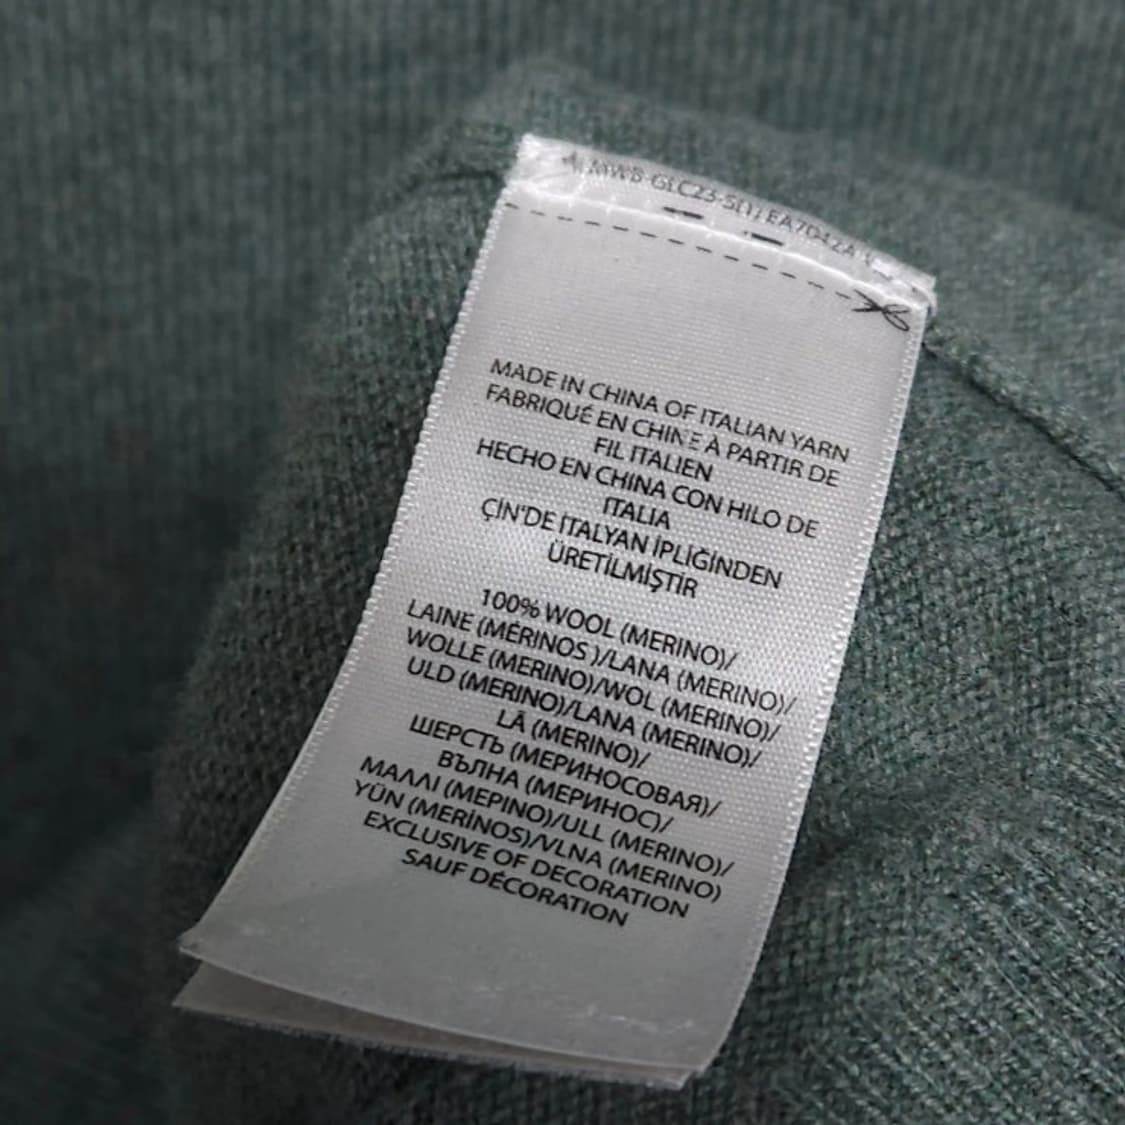 MADE IN CHINA OF ITALIAN YARN
FABRIQUÉ EN CHINE À PARTIR DE
FIL ITALIEN
HECHO EN CHINA CON HILO DE
ITALIA
ÇİN'DE İTALYAN İPLİĞİNDEN
ÜRETİLMİŞTİR
100% WOOL (MERINO)/
LAINE (MÉRINOS )/LANA (MERINO)/
WOLLE (MERINO)/WOL (MERINO)/
ULD (MERINO)/LANA (MERINO)/
LÃ (MERINO)/
ШЕРСТЬ (МЕРИНОСОВАЯ)/
ВЪЛНА (МЕРИНОС)/
ΜΑΛΛΙ (ΜΕΡΙΝΟ)/ULL (MERINO)/
YÜN (MERİNOS)/VLNA (MERINO)
EXCLUSIVE OF DECORATION
SAUF DÉCORATION